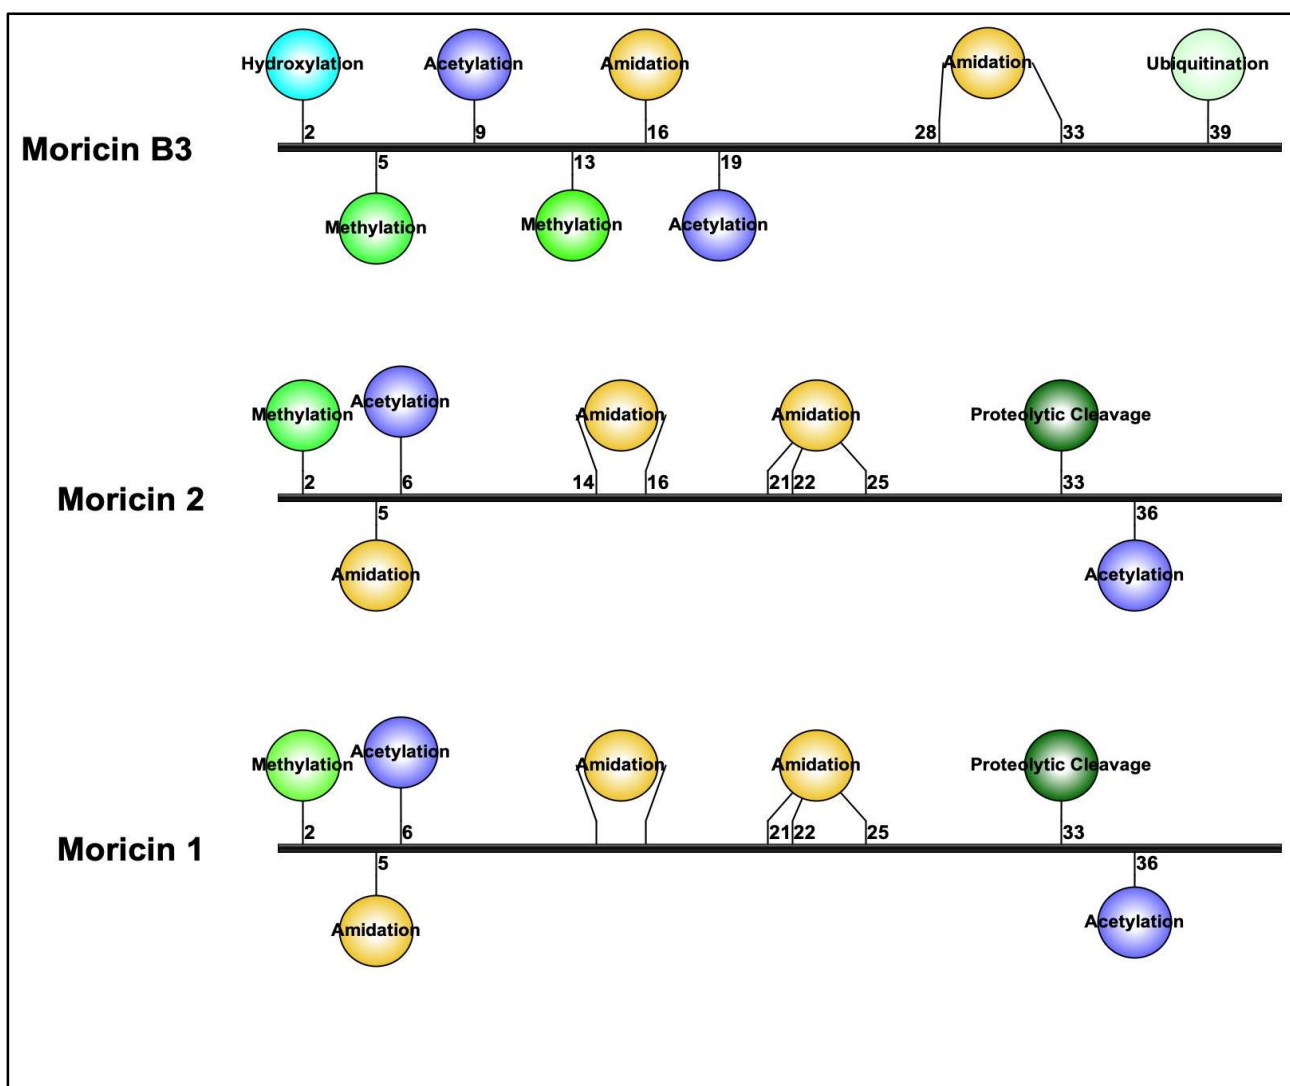 Hydroxylation Acetylation Amidation Amidation Ubiquitination
2 9 16 28 33 39
Moricin B3
5 13 19
Methylation Methylation Acetylation
Methylation Acetylation Amidation Amidation Proteolytic Cleavage
2 6 14 16 21 22 25 33
Moricin 2
5 36
Amidation Acetylation
Methylation Acetylation Amidation Amidation Proteolytic Cleavage
2 6 21 22 25 33
Moricin 1
5 36
Amidation Acetylation